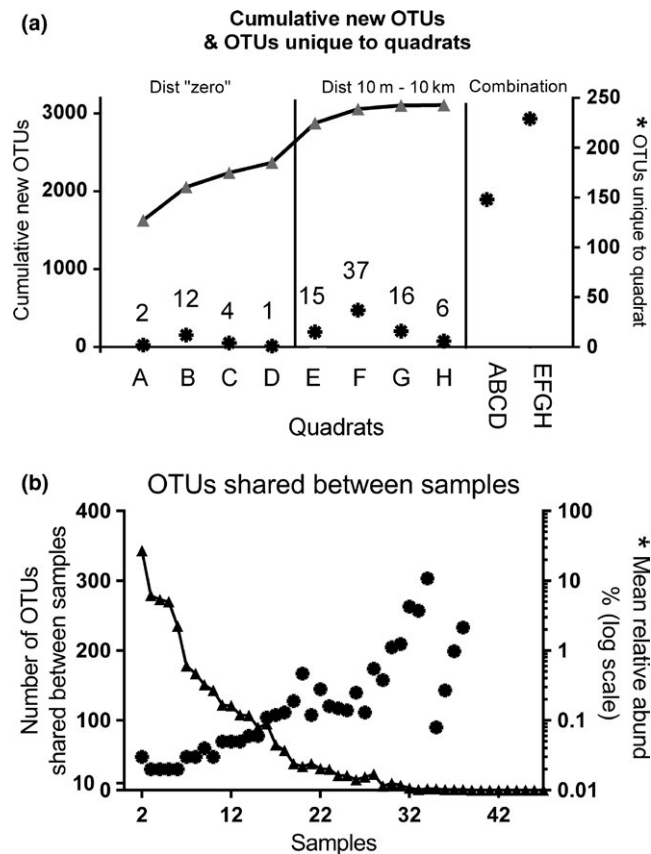 (a)
Cumulative new OTUs
& OTUs unique to quadrats
Dist "zero"
Dist 10 m - 10 km
Combination
Cumulative new OTUs
3000
2000
1000
0
250
200
150
100
50
0
* OTUs unique to quadrat
2
12
4
1
15
37
16
6
A
B
C
D
E
F
G
H
ABCD
EFGH
Quadrats
(b)
OTUs shared between samples
Number of OTUs
shared between samples
400
300
200
100
10
0
100
10
1
0.1
0.01
* Mean relative abund
% (log scale)
2
12
22
32
42
Samples